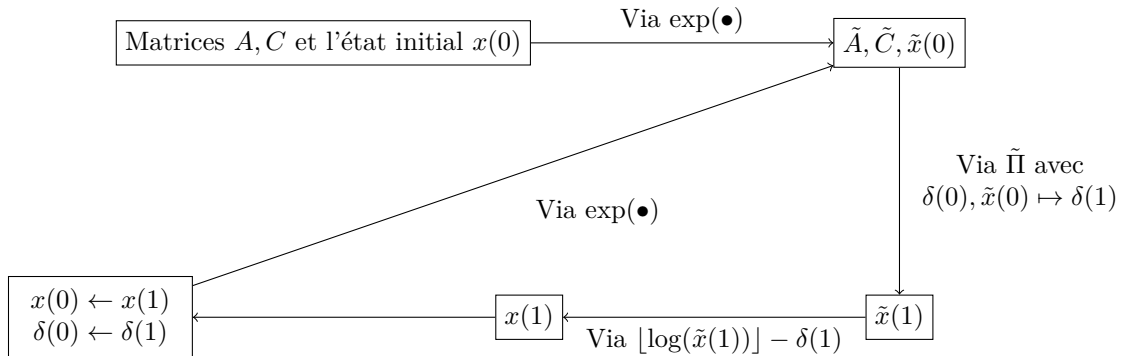 Via exp(●)
Matrices A, C et l'état initial x(0)
Ã, C̃, x̃(0)
Via Π̃ avec
δ(0), x̃(0) ↦ δ(1)
Via exp(●)
x(0) ← x(1)
δ(0) ← δ(1)
x(1)
x̃(1)
Via ⌊log(x̃(1))⌋ − δ(1)